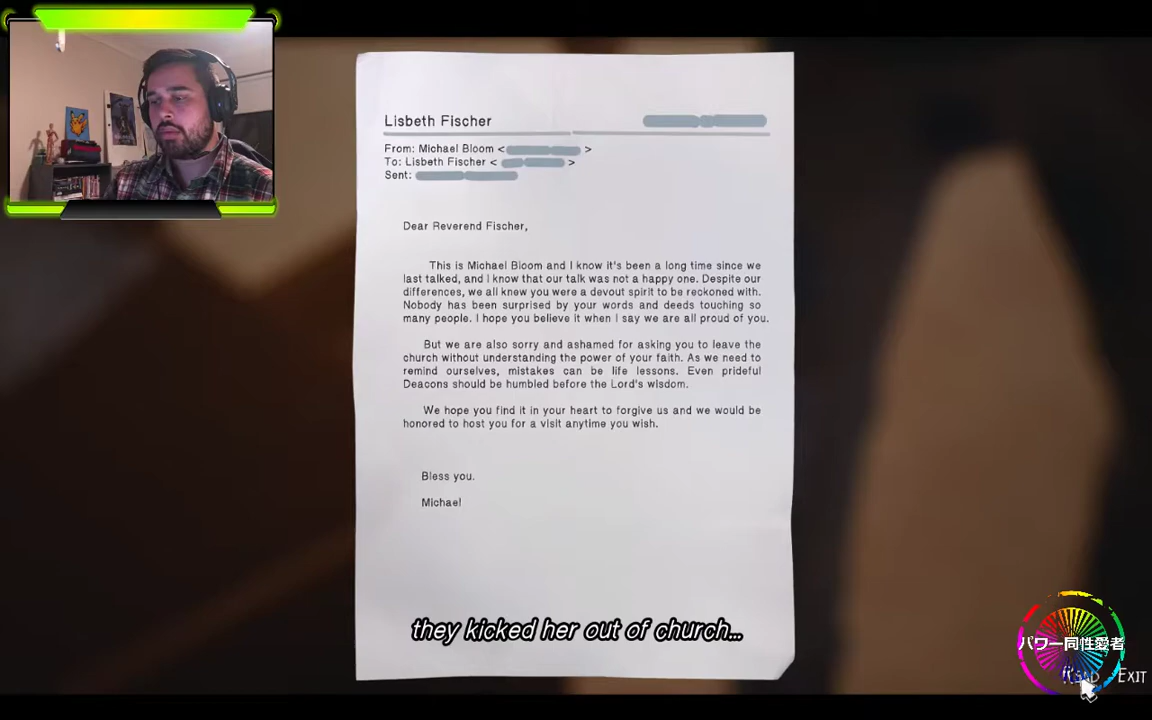 Lisbeth Fischer
From: Michael Bloom < >
To: Lisbeth Fischer < >
Sent:
Dear Reverend Fischer,
This is Michael Bloom and I know it's been a long time since we
last talked, and I know that our talk was not a happy one. Despite our
differences, we all knew you were a devout spirit to be reckoned with.
Nobody has been surprised by your words and deeds touching so
many people. I hope you believe it when I say we are all proud of you.
But we are also sorry and ashamed for asking you to leave the
church without understanding the power of your faith. As we need to
remind ourselves, mistakes can be life lessons. Even prideful
Deacons should be humbled before the Lord's wisdom.
We hope you find it in your heart to forgive us and we would be
honored to host you for a visit anytime you wish.
Bless you.
Michael
they kicked her out of church...
パワー同性愛者
READ EXIT